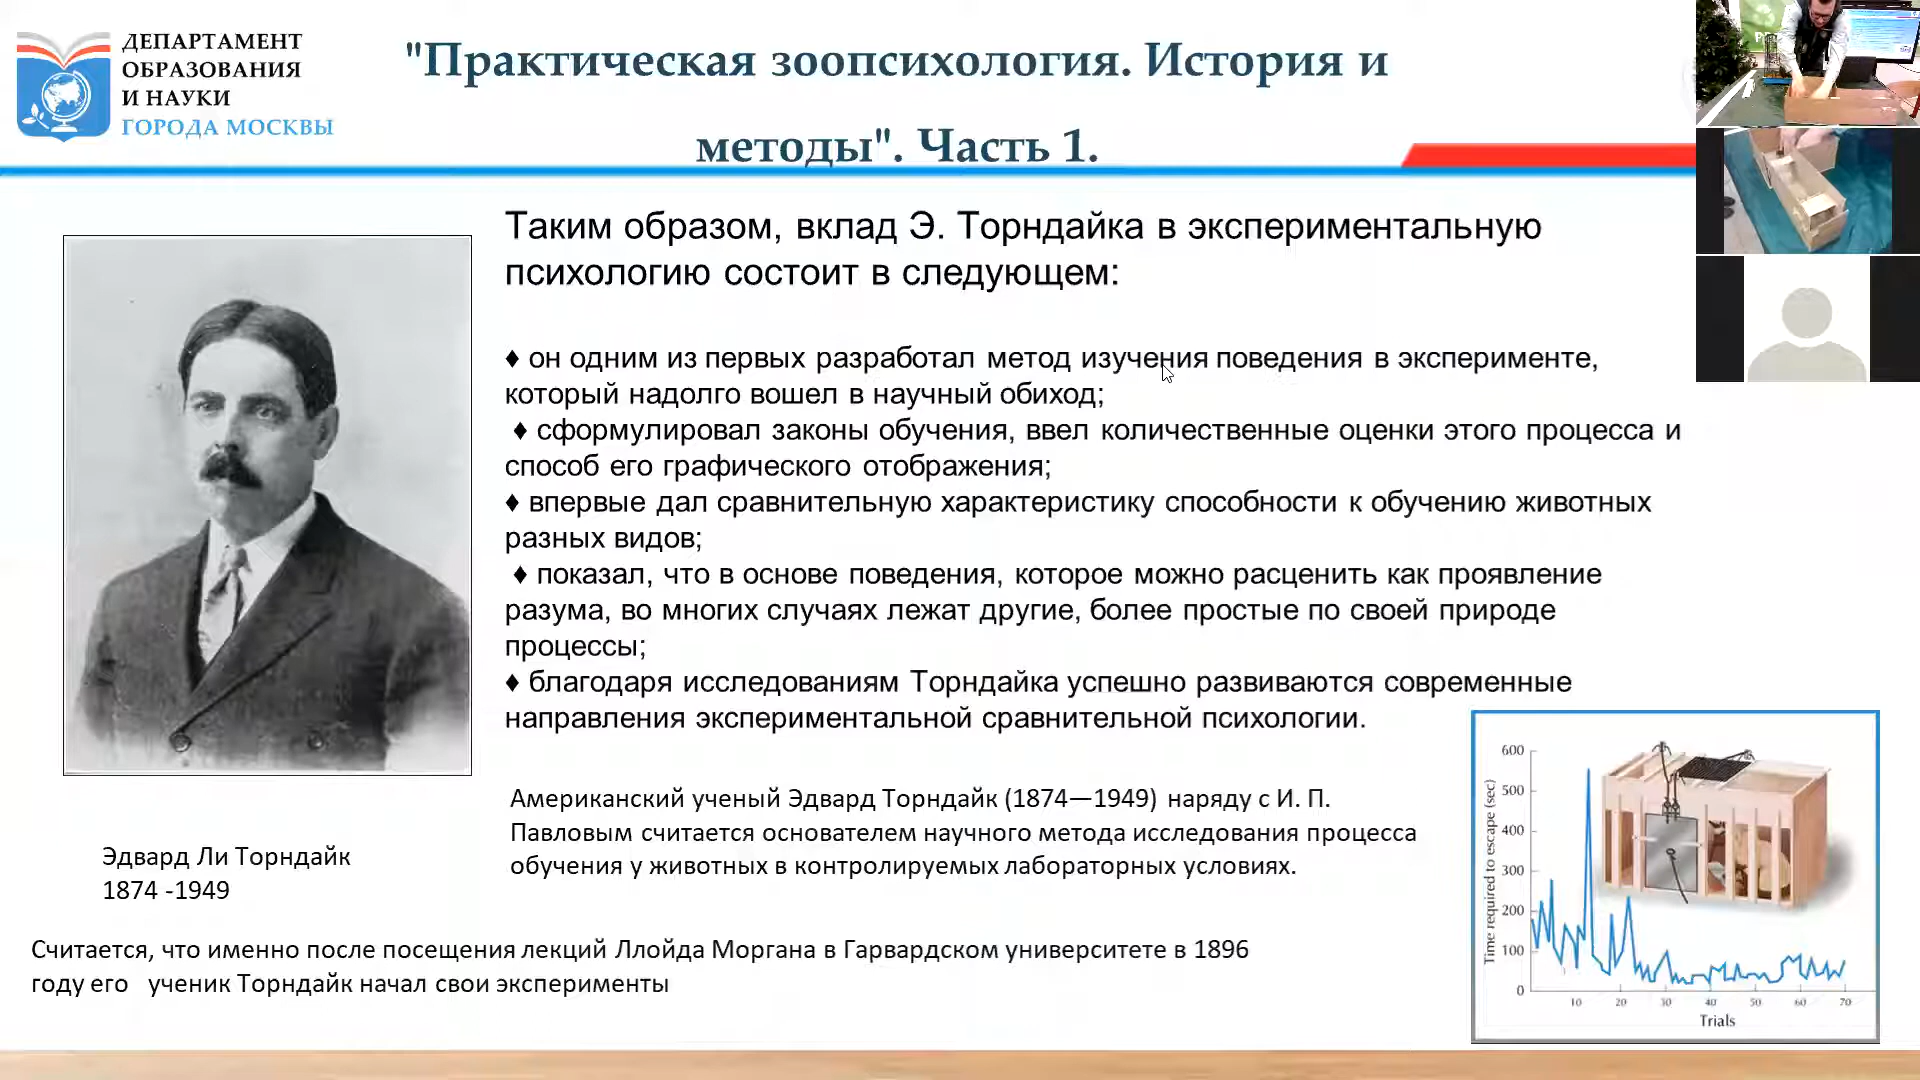 ДЕПАРТАМЕНТ
ОБРАЗОВАНИЯ
И НАУКИ
ГОРОДА МОСКВЫ
"Практическая зоопсихология. История и
методы". Часть 1.
Таким образом, вклад Э. Торндайка в экспериментальную
психологию состоит в следующем:
♦ он одним из первых разработал метод изучения поведения в эксперименте,
который надолго вошел в научный обиход;
♦ сформулировал законы обучения, ввел количественные оценки этого процесса и
способ его графического отображения;
♦ впервые дал сравнительную характеристику способности к обучению животных
разных видов;
♦ показал, что в основе поведения, которое можно расценить как проявление
разума, во многих случаях лежат другие, более простые по своей природе
процессы;
♦ благодаря исследованиям Торндайка успешно развиваются современные
направления экспериментальной сравнительной психологии.
Американский ученый Эдвард Торндайк (1874—1949) наряду с И. П.
Павловым считается основателем научного метода исследования процесса
обучения у животных в контролируемых лабораторных условиях.
Эдвард Ли Торндайк
1874 -1949
Считается, что именно после посещения лекций Ллойда Моргана в Гарвардском университете в 1896
году его ученик Торндайк начал свои эксперименты
Time required to escape (sec)
600
500
400
300
200
100
0
10 20 30 40 50 60 70
Trials